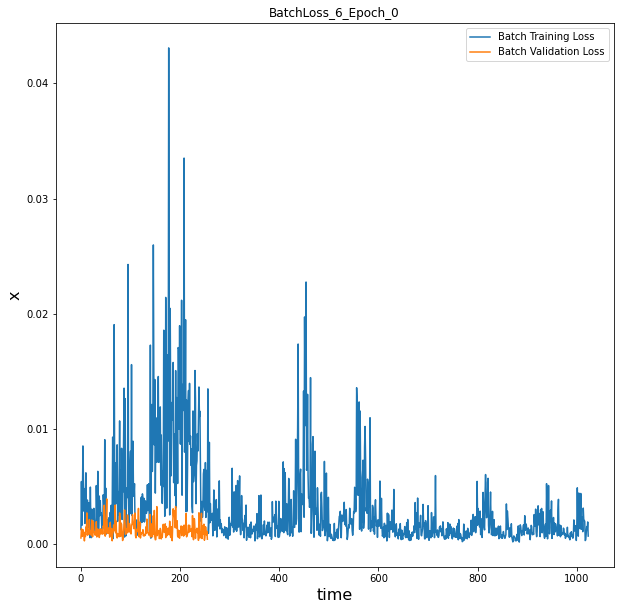 BatchLoss_6_Epoch_0
Batch Training Loss
Batch Validation Loss
0.04
0.03
0.02
0.01
0.00
x
0 200 400 600 800 1000
time